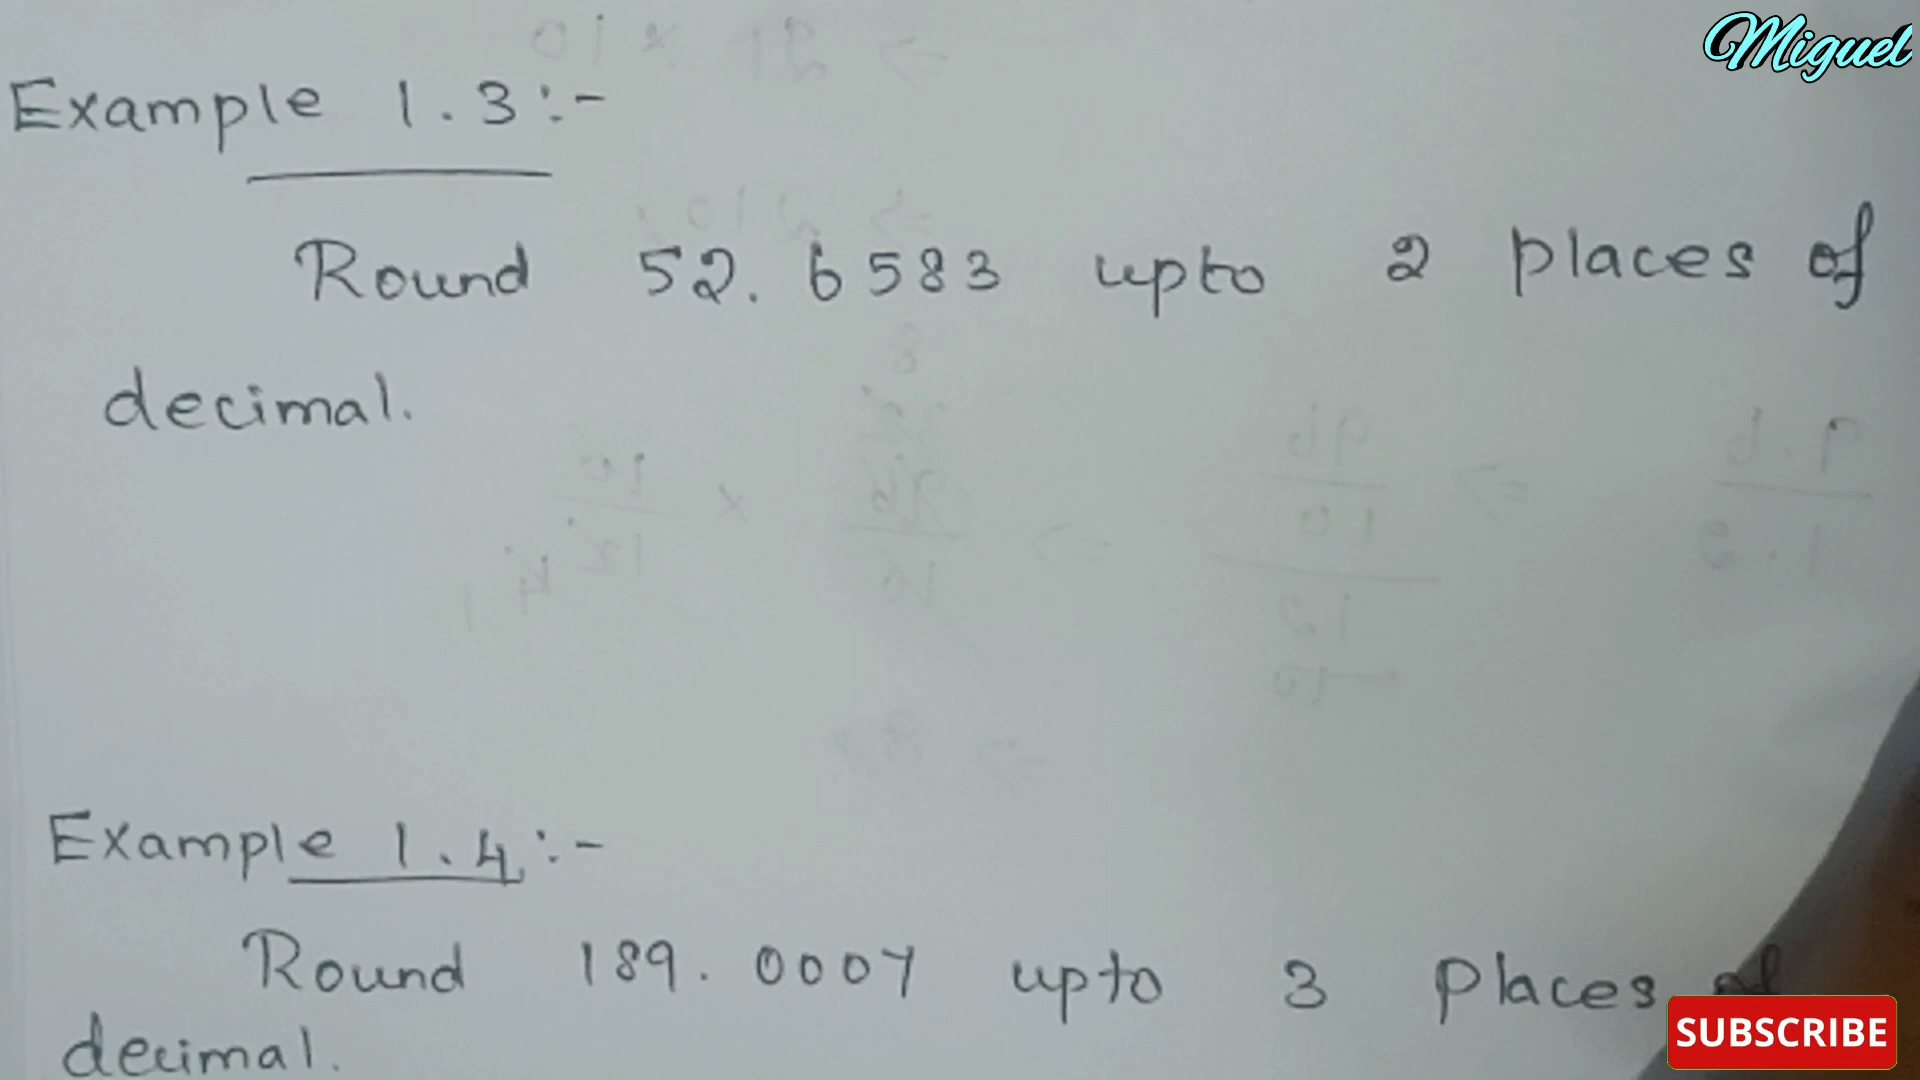 Miguel
Example 1.3:-
Round 52.6583 upto 2 places of
decimal.
Example 1.4:-
Round 189.0007 upto 3 places of
decimal.
SUBSCRIBE